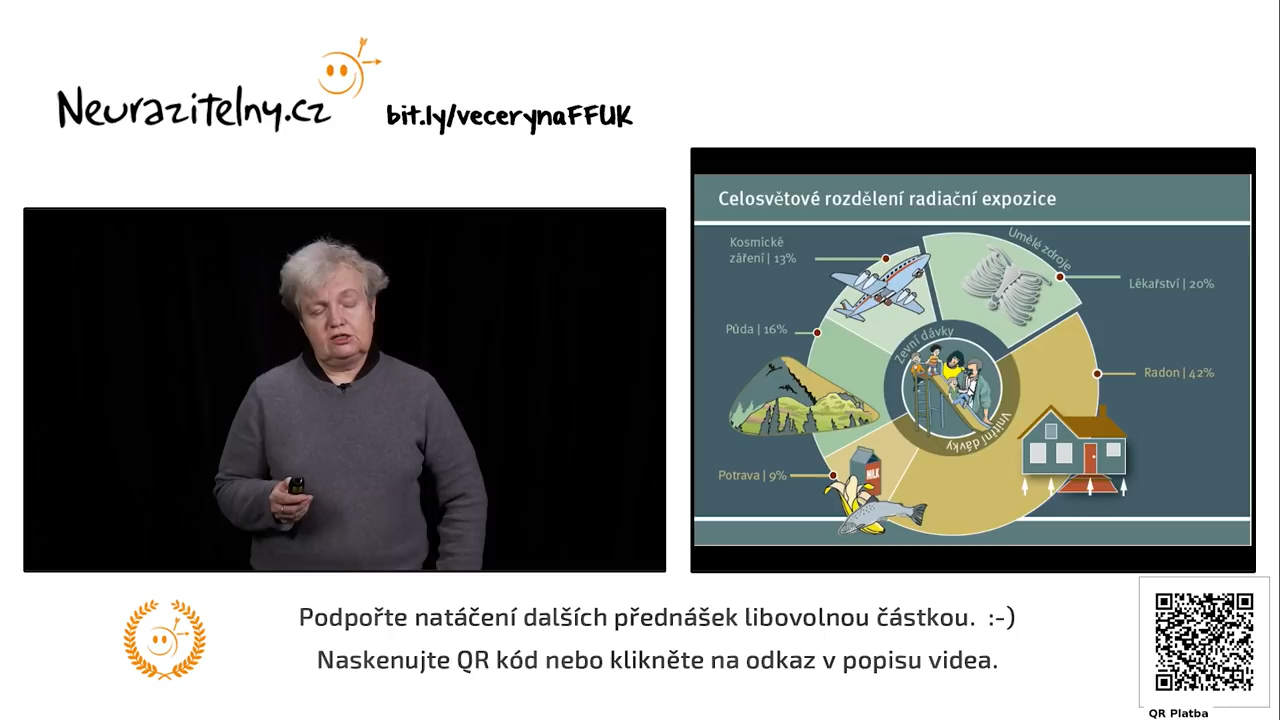 Neurazitelny.cz
bit.ly/vecerynaFFUK
Celosvětové rozdělení radiační expozice
Kosmické
záření | 13%
Umělé zdroje
Lékařství | 20%
Půda | 16%
Zevní dávky
Radon | 42%
Vnitřní dávky
Potrava | 9%
MILK
Podpořte natáčení dalších přednášek libovolnou částkou. :-)
Naskenujte QR kód nebo klikněte na odkaz v popisu videa.
QR Platba